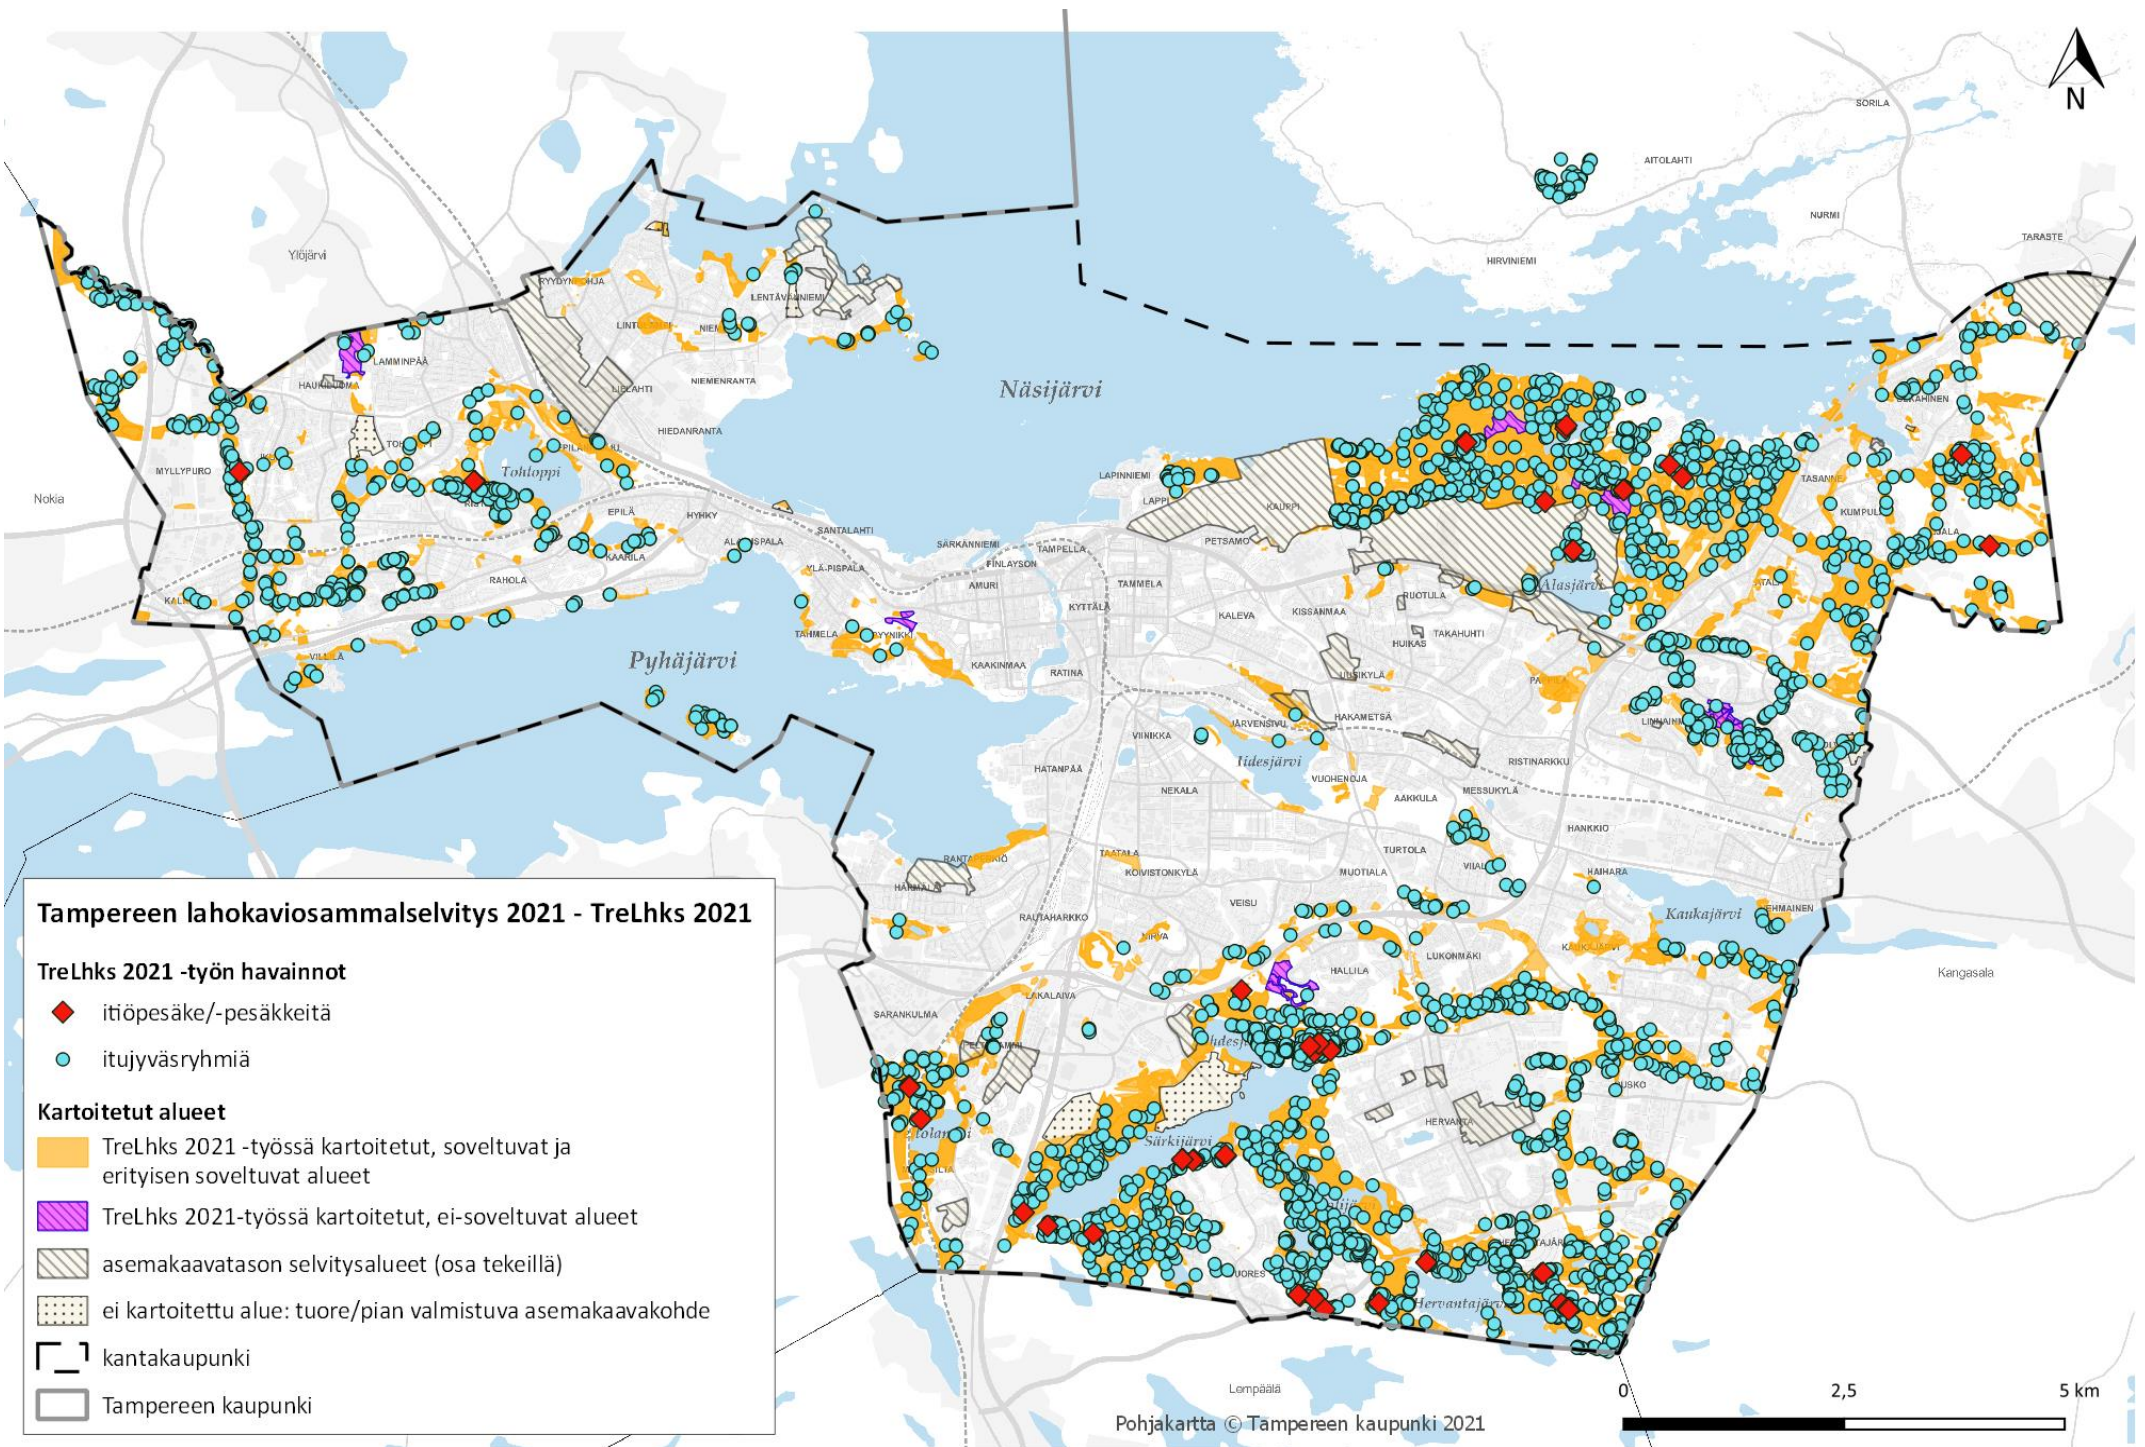 N
SORILA
AITOLAHTI
NURMI
TARASTE
HIRVINIEMI
Ylöjärvi
LENTÄVÄNNIEMI
LAMMINPÄÄ
NIEMENRANTA
Näsijärvi
HIEDANRANTA
Tohloppi
MYLLYPURO
Nokia
LAPINNIEMI
KAUPPI
TASANNE
EPILÄ
HYHKY
SANTALAHTI
SÄRKÄNNIEMI
TAMPELLA
PETSAMO
FINLAYSON
KAARILA
YLÄ-PISPALA
RAHOLA
AMURI
TAMMELA
Alasjärvi
KYTTÄLÄ
RUOTULA
KALEVA
KISSANMAA
TAKAHUHTI
HUIKAS
TAHMELA
VILLILÄ
Pyhäjärvi
KAAKINMAA
RATINA
UUSIKYLÄ
JÄRVENSIVU
HAKAMETSÄ
VIINIKKA
Iidesjärvi
RISTINARKKU
HATANPÄÄ
VUOHENOJA
NEKALA
AAKKULA
MESSUKYLÄ
HANKKIO
TURTOLA
RANTAPERKIÖ
TAATALA
KOIVISTONKYLÄ
MUOTIALA
HAIHARA
HÄRMÄLÄ
VEISU
Kaukajärvi
RAUTAHARKKO
LUKONMÄKI
HALLILA
Kangasala
LAKALAIVA
SARANKULMA
HERVANTA
Särkijärvi
Hervantajärvi
Lempäälä
Tampereen lahokaviosammalselvitys 2021 - TreLhks 2021
TreLhks 2021 -työn havainnot
itiöpesäke/-pesäkkeitä
itujyväsryhmiä
Kartoitetut alueet
TreLhks 2021 -työssä kartoitetut, soveltuvat ja
erityisen soveltuvat alueet
TreLhks 2021-työssä kartoitetut, ei-soveltuvat alueet
asemakaavatason selvitysalueet (osa tekeillä)
ei kartoitettu alue: tuore/pian valmistuva asemakaavakohde
kantakaupunki
Tampereen kaupunki
0 2,5 5 km
Pohjakartta © Tampereen kaupunki 2021